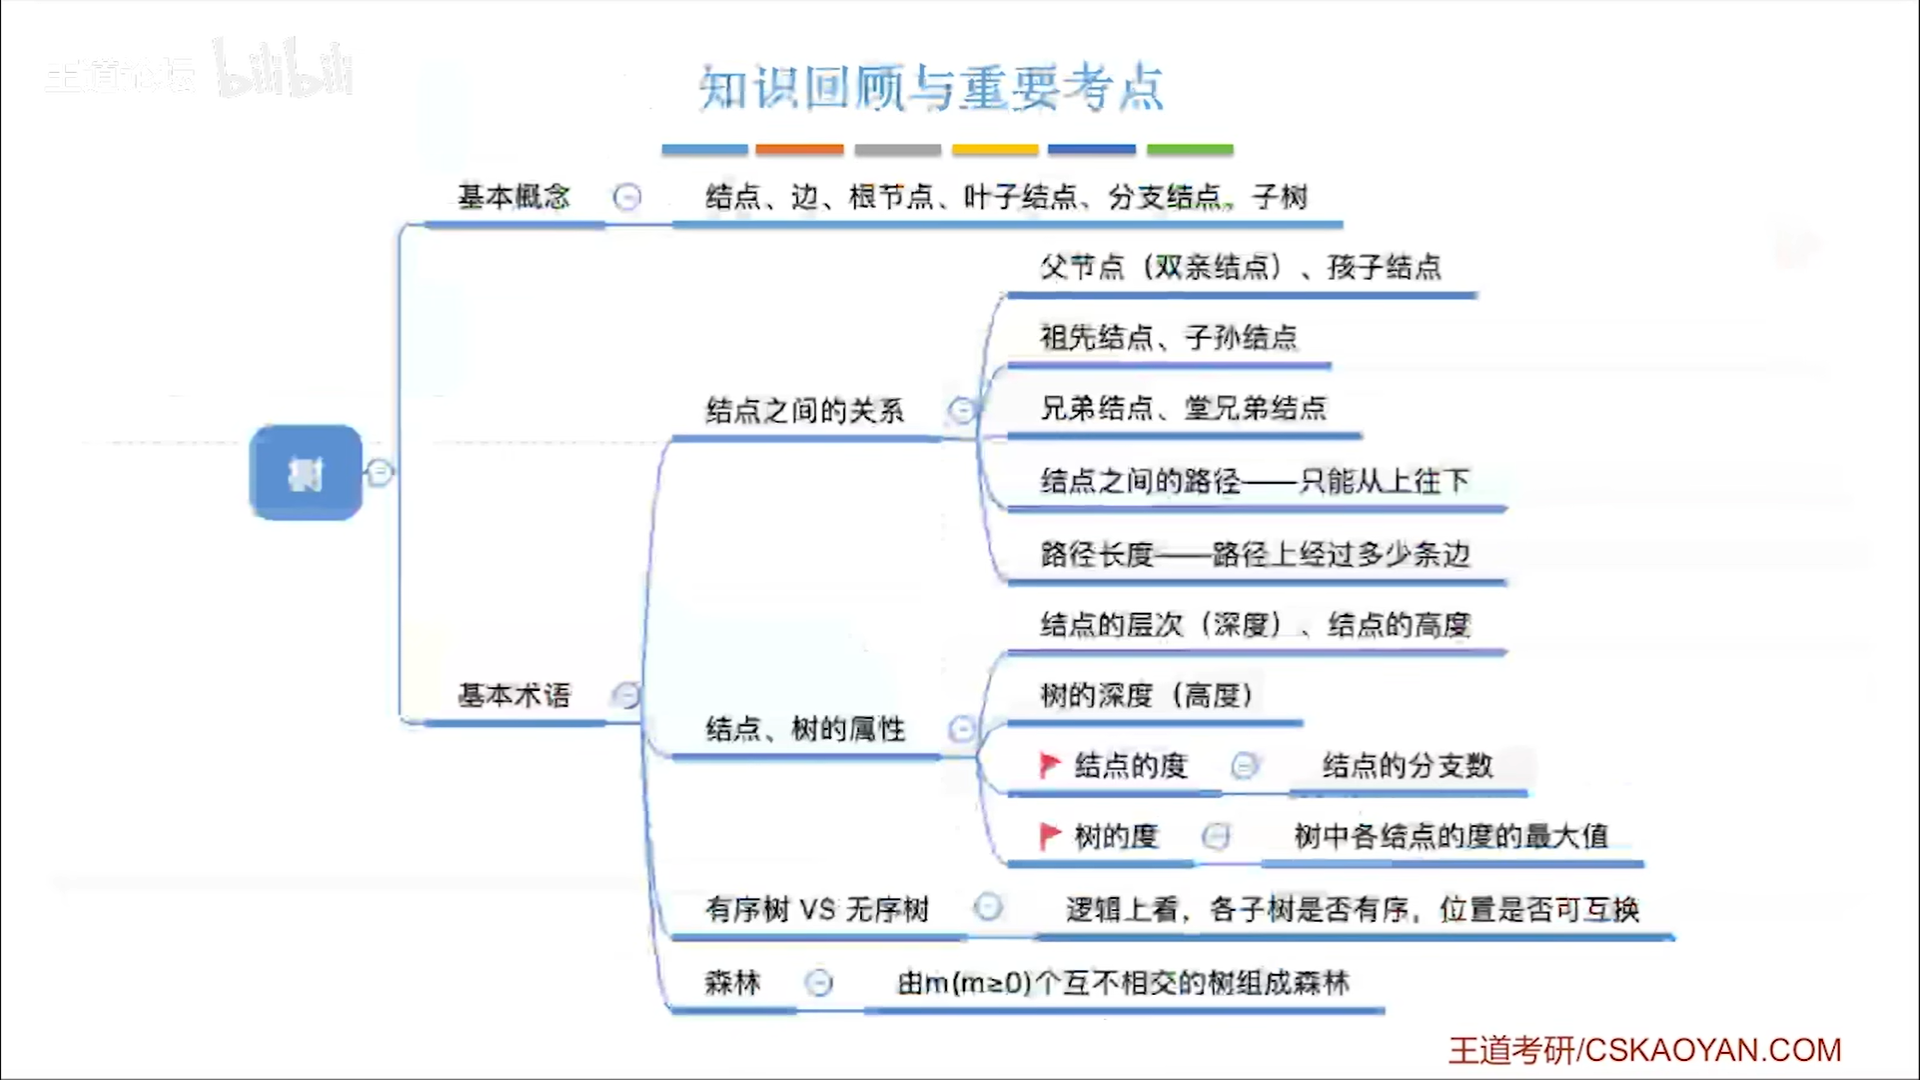 王道论坛 bilibili
知识回顾与重要考点
基本概念
结点、边、根节点、叶子结点、分支结点、子树
父节点（双亲结点）、孩子结点
祖先结点、子孙结点
结点之间的关系
兄弟结点、堂兄弟结点
树
结点之间的路径——只能从上往下
路径长度——路径上经过多少条边
结点的层次（深度）、结点的高度
基本术语
树的深度（高度）
结点、树的属性
结点的度
结点的分支数
树的度
树中各结点的度的最大值
有序树 VS 无序树
逻辑上看，各子树是否有序，位置是否可互换
森林
由m(m≥0)个互不相交的树组成森林
王道考研/CSKAOYAN.COM